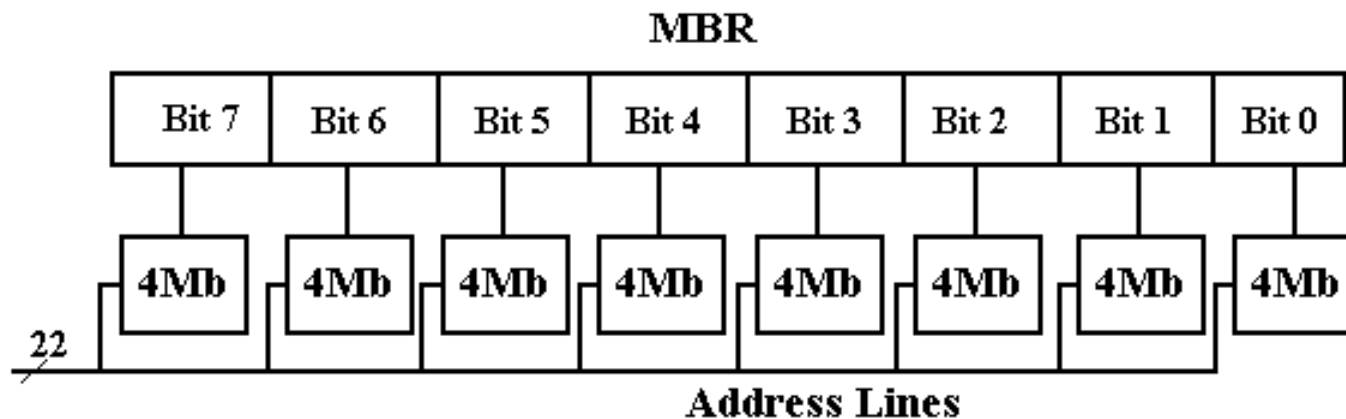 MBR
Bit 7 Bit 6 Bit 5 Bit 4 Bit 3 Bit 2 Bit 1 Bit 0
4Mb 4Mb 4Mb 4Mb 4Mb 4Mb 4Mb 4Mb
22
Address Lines